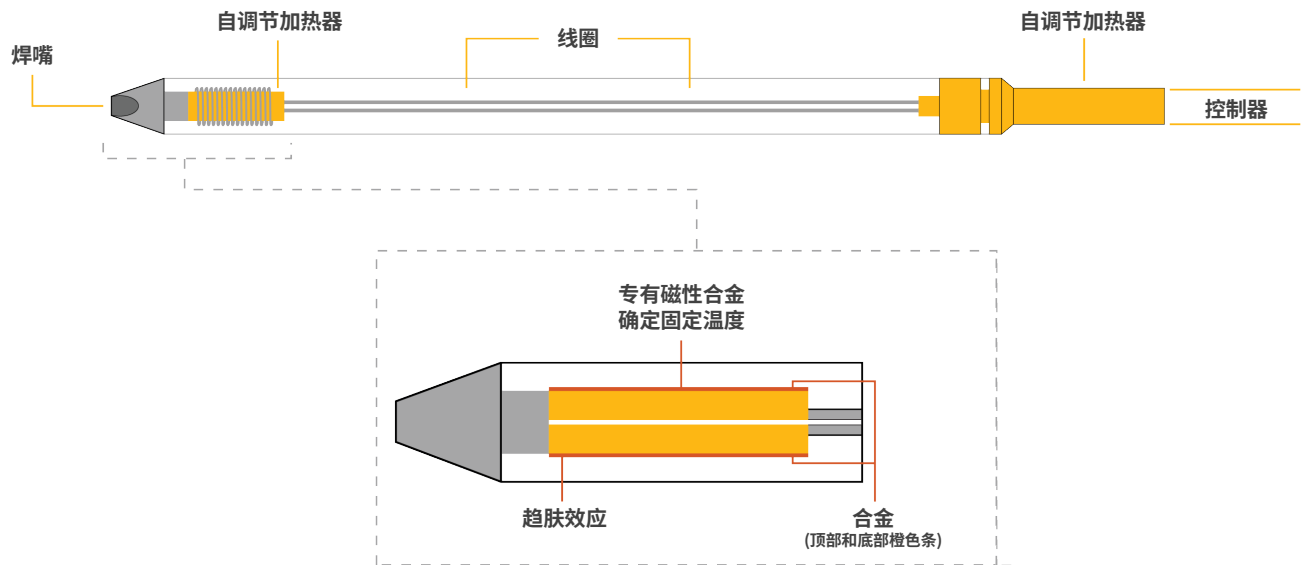 自调节加热器
线圈
自调节加热器
焊嘴
控制器
专有磁性合金
确定固定温度
趋肤效应
合金
(顶部和底部橙色条)